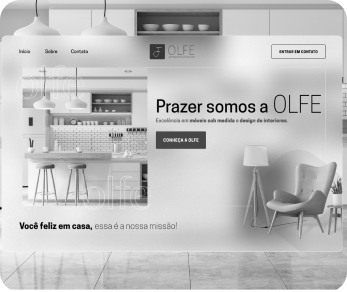 Início Sobre Contato OLFE ENTRAR EM CONTATO
Prazer somos a OLFE
Excelência em móveis sob medida e design de interiores.
CONHEÇA A OLFE
Você feliz em casa, essa é a nossa missão!